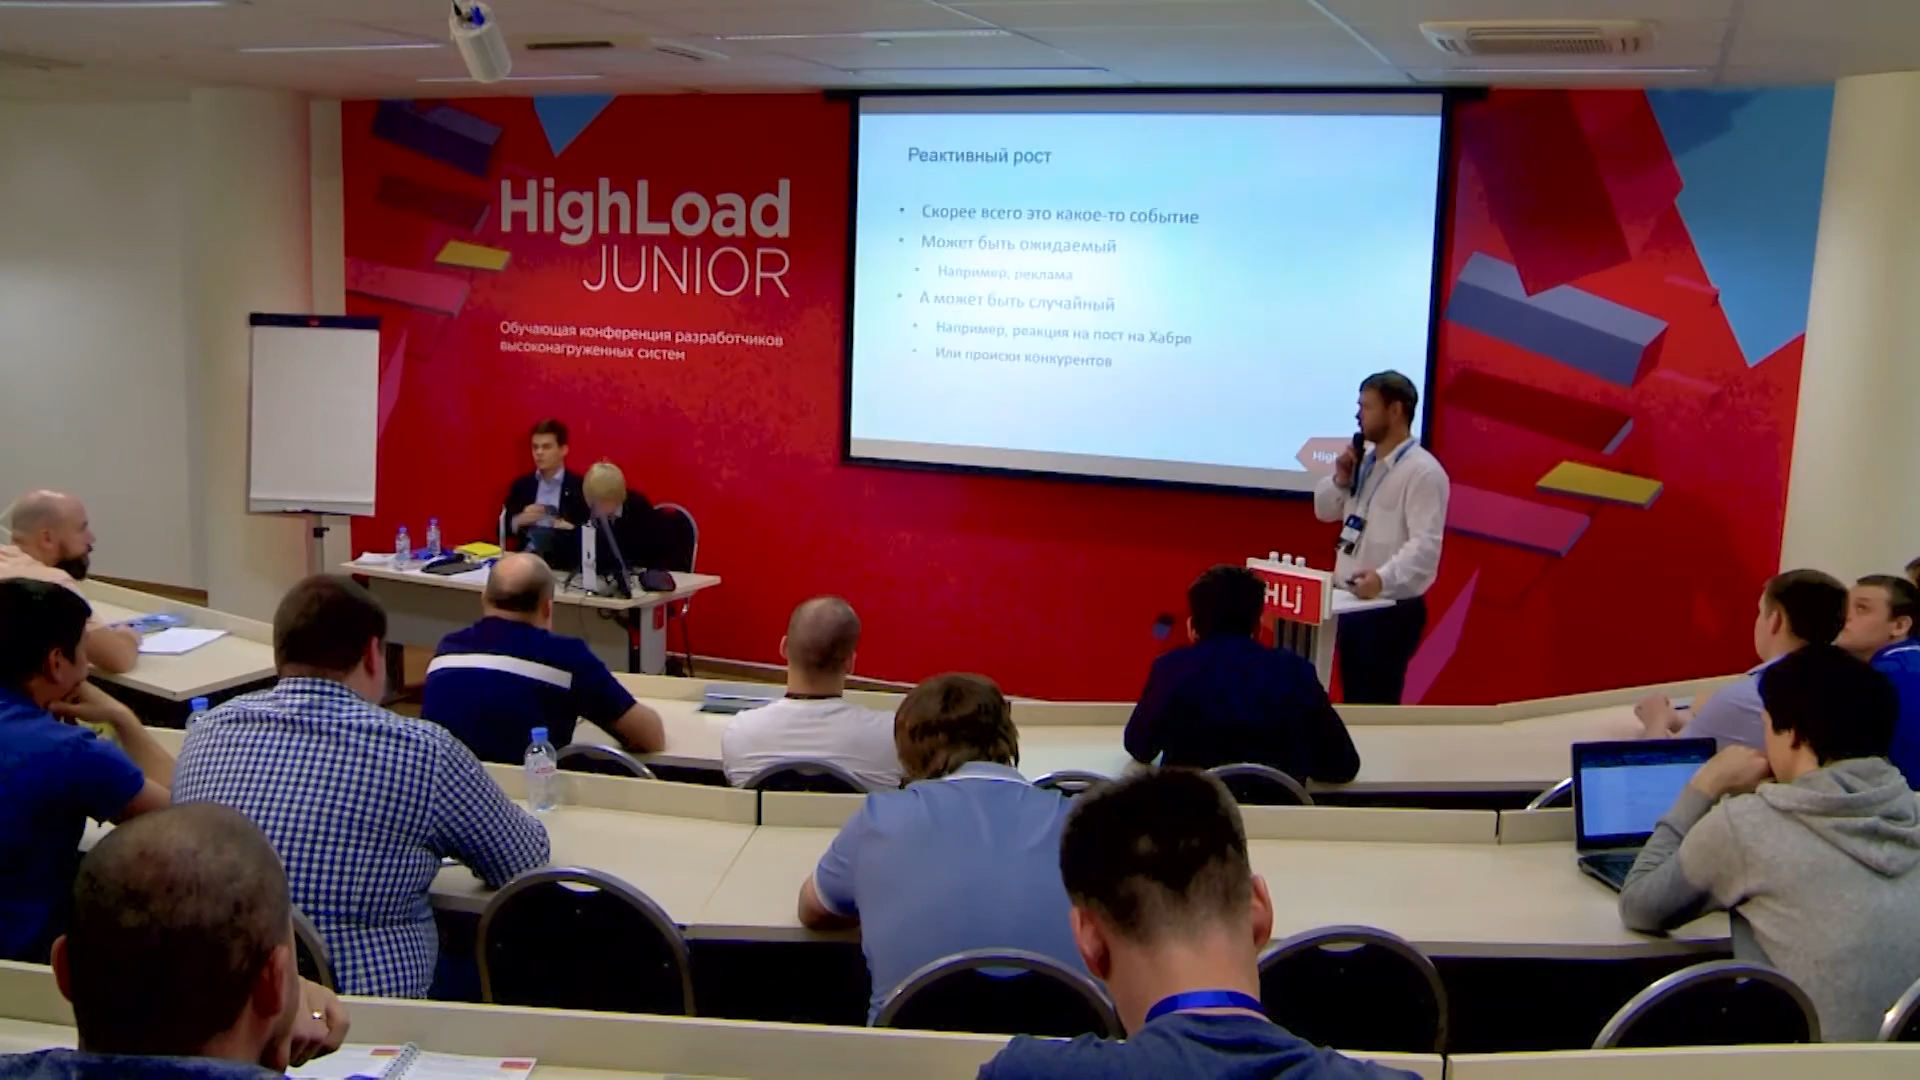 HighLoad
JUNIOR
Обучающая конференция разработчиков
высоконагруженных систем
Реактивный рост
• Скорее всего это какое-то событие
• Может быть ожидаемый
• Например, реклама
• А может быть случайный
• Например, реакция на пост на Хабре
• Или происки конкурентов
High
HLj